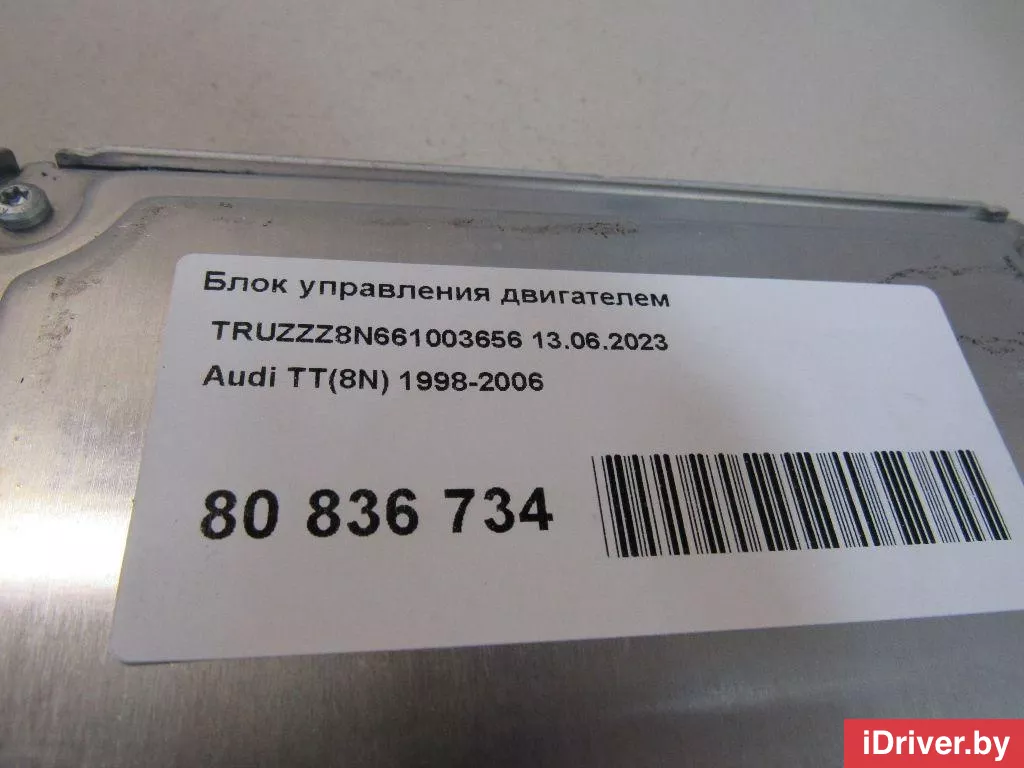 Блок управления двигателем
TRUZZZ8N661003656 13.06.2023
Audi TT(8N) 1998-2006
80 836 734
iDriver.by